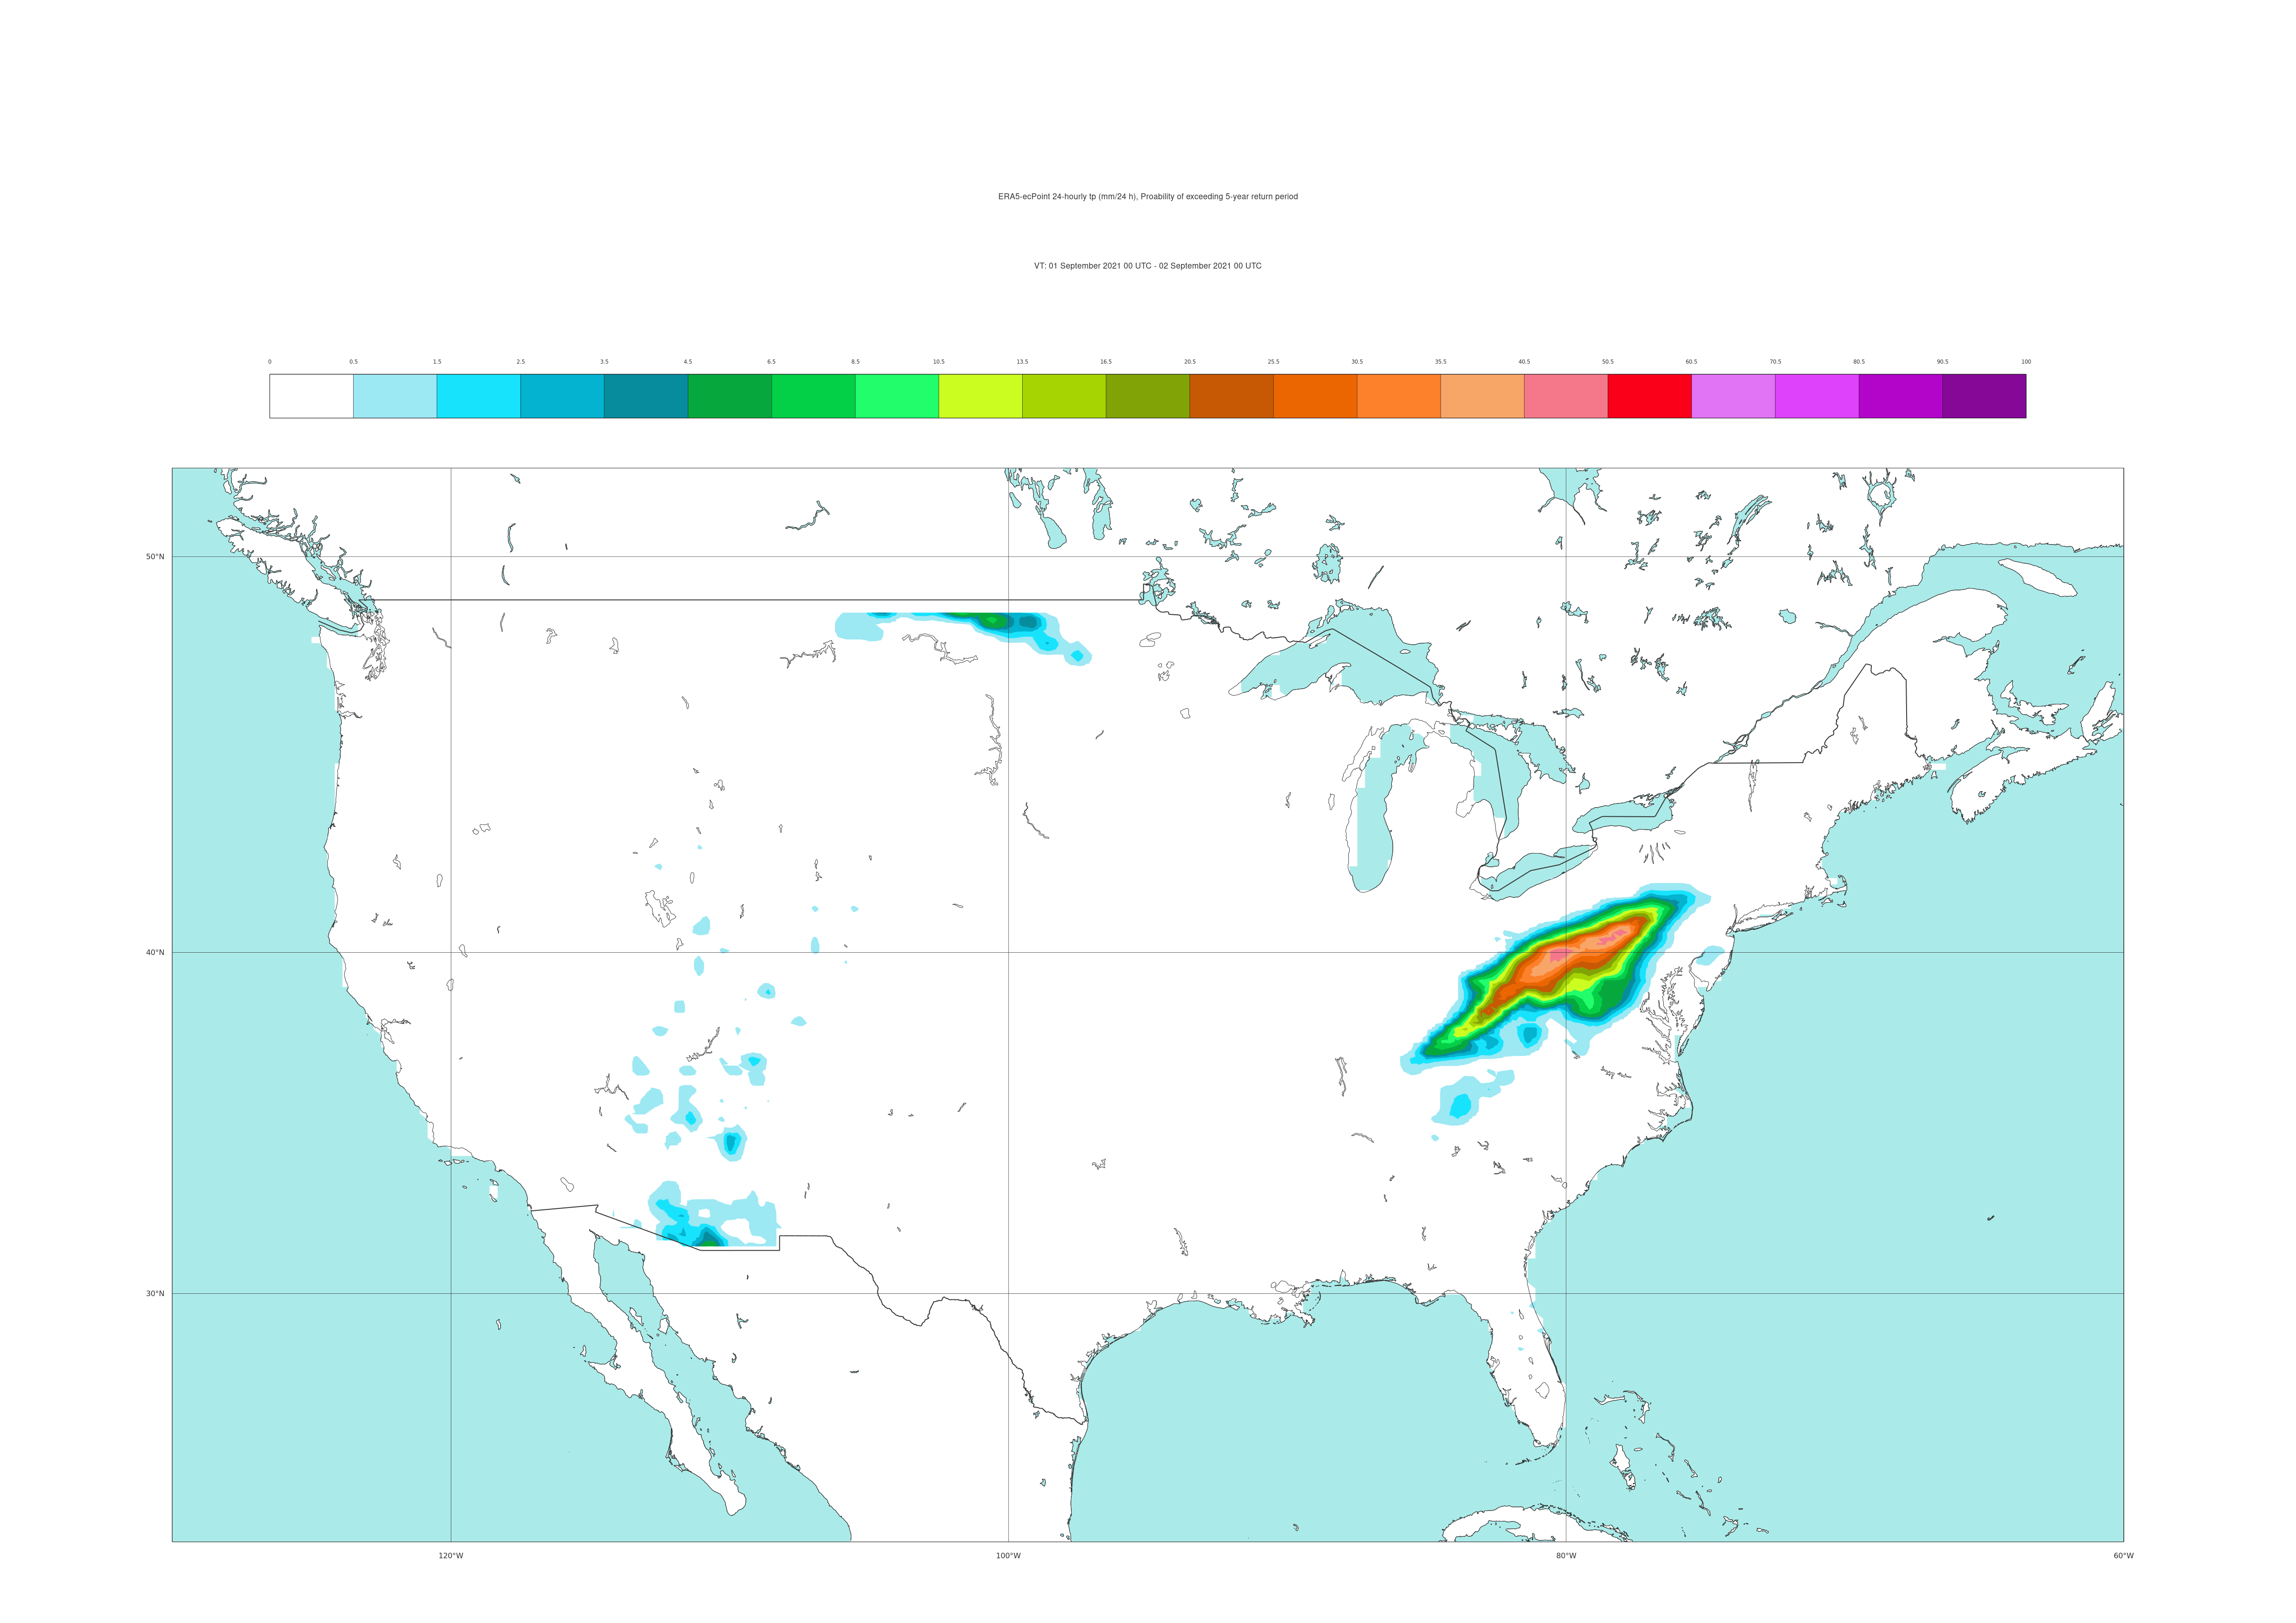 ERA5-ecPoint 24-hourly tp (mm/24 h), Proability of exceeding 5-year return period
VT: 01 September 2021 00 UTC - 02 September 2021 00 UTC
0 0.5 1.5 2.5 3.5 4.5 6.5 8.5 10.5 13.5 16.5 20.5 25.5 30.5 35.5 40.5 50.5 60.5 70.5 80.5 90.5 100
50°N
40°N
30°N
120°W 100°W 80°W 60°W